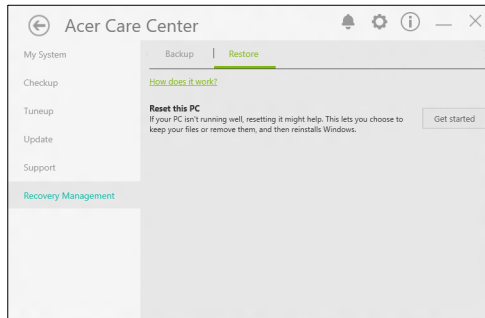 Acer Care Center
My System
Checkup
Tuneup
Update
Support
Recovery Management
Backup
Restore
How does it work?
Reset this PC
If your PC isn't running well, resetting it might help. This lets you choose to
keep your files or remove them, and then reinstalls Windows.
Get started